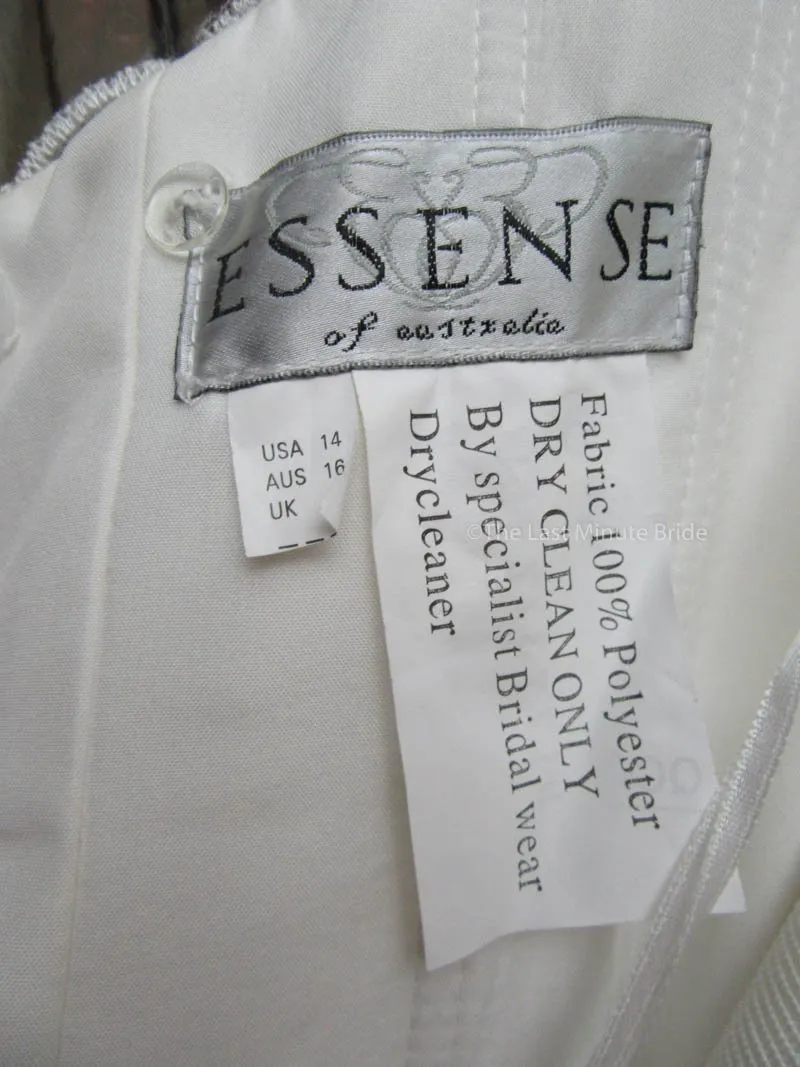 ESSENSE
of australia
USA 14
AUS 16
UK
Fabric 100% Polyester
DRY CLEAN ONLY
By specialist Bridal wear
Drycleaner
©The Last Minute Bride